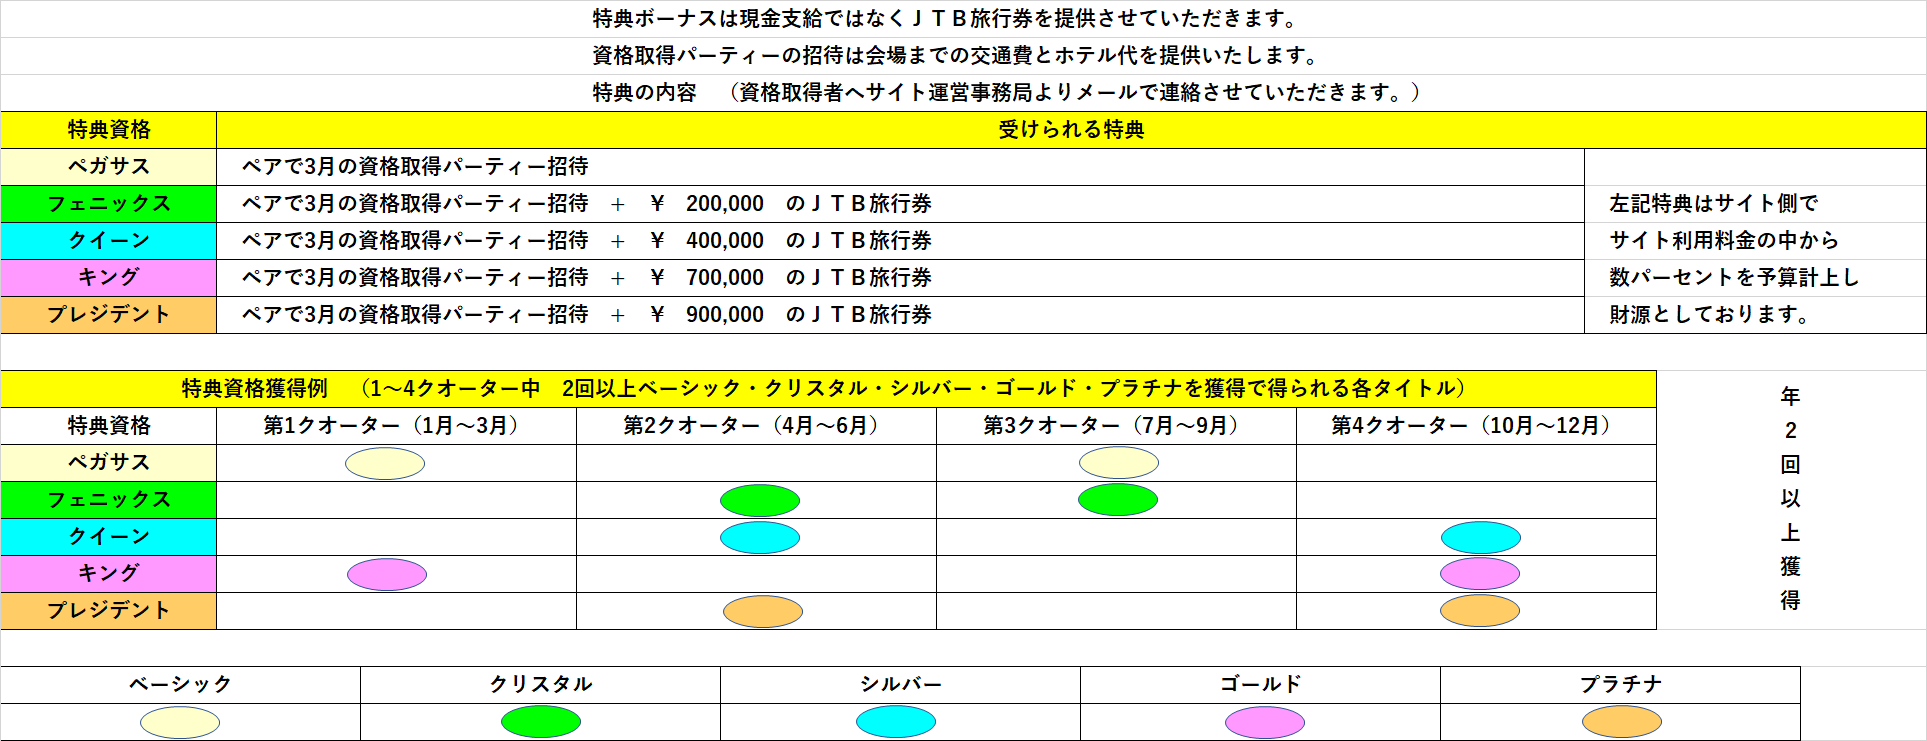 特典ボーナスは現金支給ではなくＪＴＢ旅行券を提供させていただきます。
資格取得パーティーの招待は会場までの交通費とホテル代を提供いたします。
特典の内容　（資格取得者へサイト運営事務局よりメールで連絡させていただきます。）
特典資格　受けられる特典
ペガサス　ペアで3月の資格取得パーティー招待
フェニックス　ペアで3月の資格取得パーティー招待　+　¥　200,000　のＪＴＢ旅行券　左記特典はサイト側で
クイーン　ペアで3月の資格取得パーティー招待　+　¥　400,000　のＪＴＢ旅行券　サイト利用料金の中から
キング　ペアで3月の資格取得パーティー招待　+　¥　700,000　のＪＴＢ旅行券　数パーセントを予算計上し
プレジデント　ペアで3月の資格取得パーティー招待　+　¥　900,000　のＪＴＢ旅行券　財源としております。
特典資格獲得例　（1～4クオーター中　2回以上ベーシック・クリスタル・シルバー・ゴールド・プラチナを獲得で得られる各タイトル）
特典資格　第1クオーター（1月～3月）　第2クオーター（4月～6月）　第3クオーター（7月～9月）　第4クオーター（10月～12月）
ペガサス
フェニックス
クイーン
キング
プレジデント
年2回以上獲得
ベーシック　クリスタル　シルバー　ゴールド　プラチナ